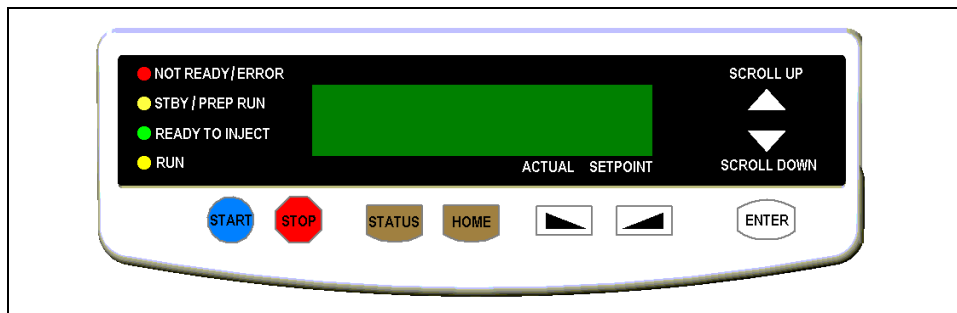 NOT READY/ERROR
STBY / PREP RUN
READY TO INJECT
RUN
ACTUAL SETPOINT
SCROLL UP
SCROLL DOWN
START STOP STATUS HOME ENTER